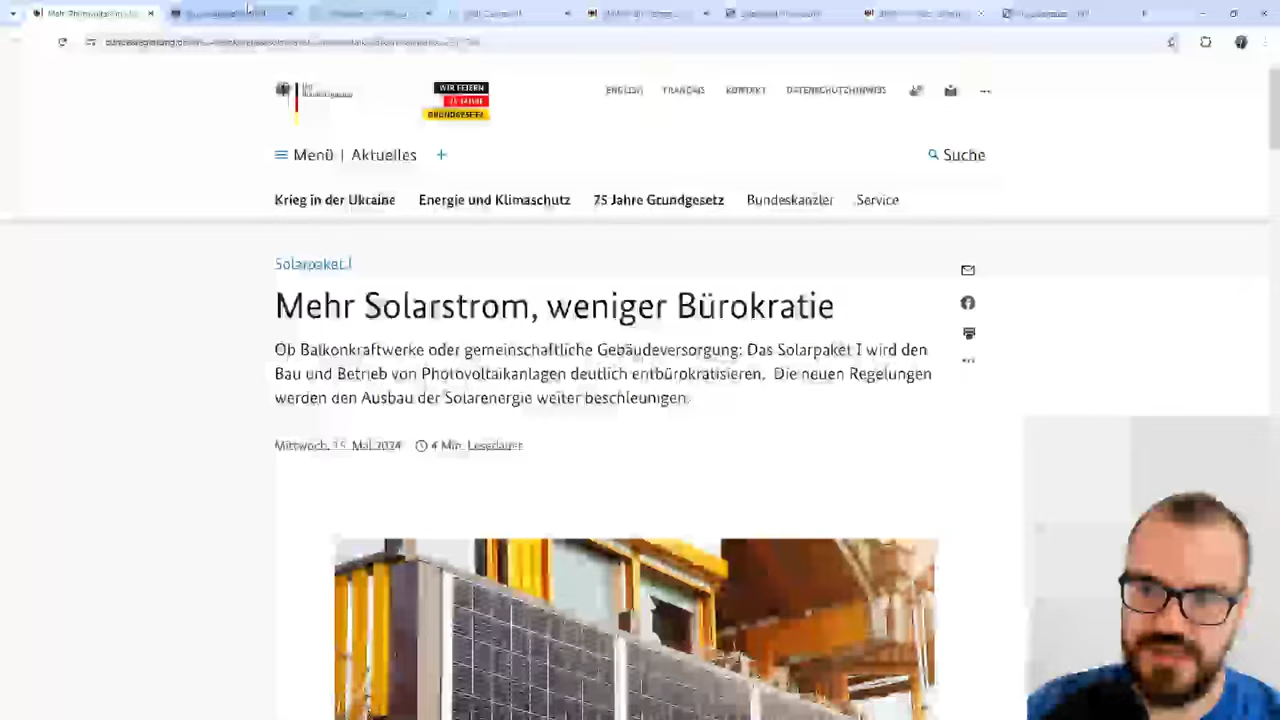 Mehr Photovoltaik
WIR FEIERN
75 JAHRE
GRUNDGESETZ
ENGLISH FRANÇAIS KONTAKT DATENSCHUTZHINWEIS
Menü | Aktuelles +
Suche
Krieg in der Ukraine Energie und Klimaschutz 75 Jahre Grundgesetz Bundeskanzler Service
Solarpaket I
Mehr Solarstrom, weniger Bürokratie
Ob Balkonkraftwerke oder gemeinschaftliche Gebäudeversorgung: Das Solarpaket I wird den
Bau und Betrieb von Photovoltaikanlagen deutlich entbürokratisieren. Die neuen Regelungen
werden den Ausbau der Solarenergie weiter beschleunigen.
Mittwoch, 15. Mai 2024 4 Min. Lesedauer